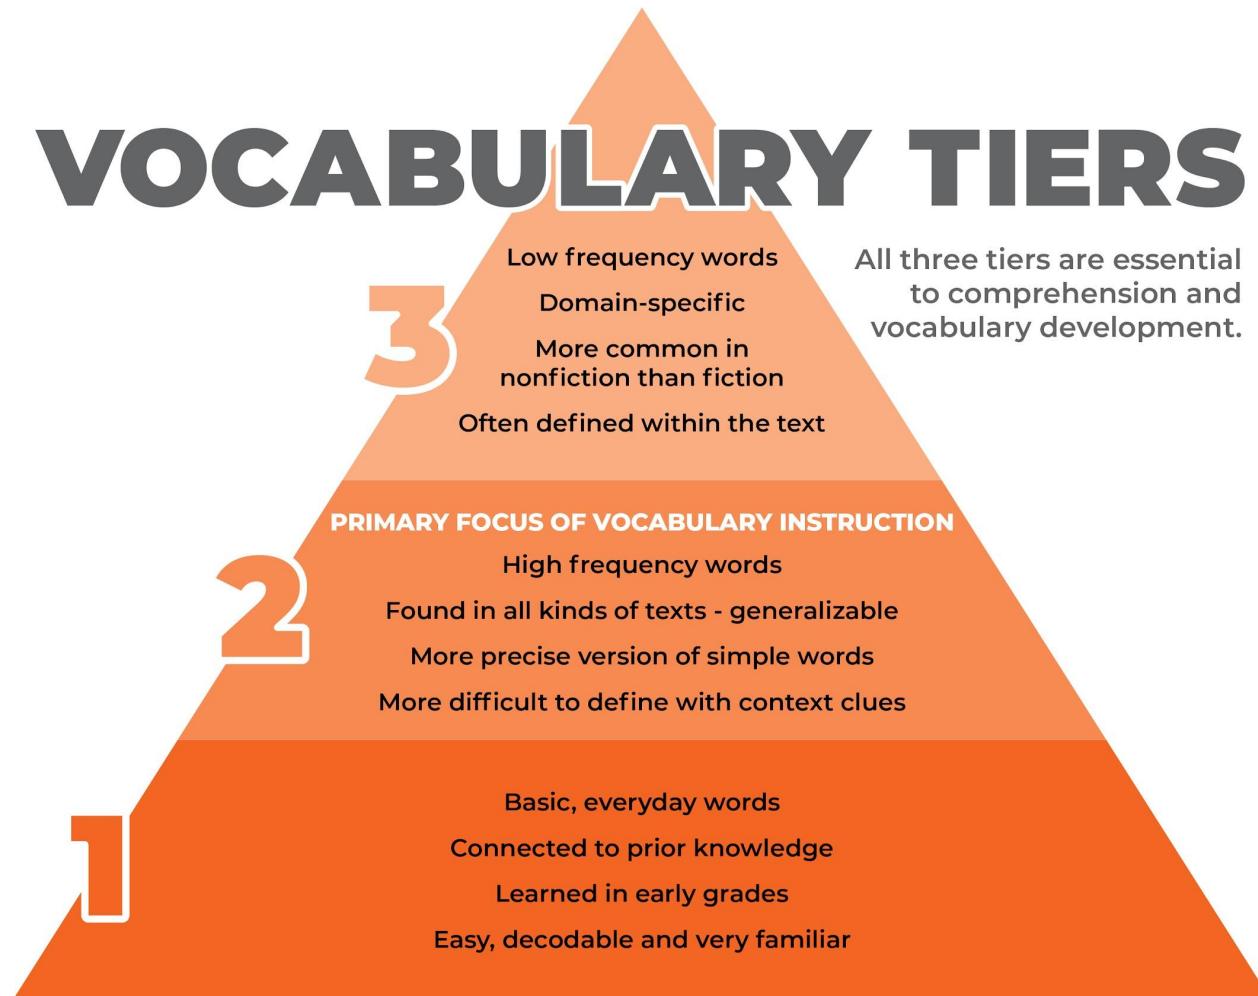 VOCABULARY TIERS
All three tiers are essential
to comprehension and
vocabulary development.
3
Low frequency words
Domain-specific
More common in
nonfiction than fiction
Often defined within the text
PRIMARY FOCUS OF VOCABULARY INSTRUCTION
2
High frequency words
Found in all kinds of texts - generalizable
More precise version of simple words
More difficult to define with context clues
1
Basic, everyday words
Connected to prior knowledge
Learned in early grades
Easy, decodable and very familiar